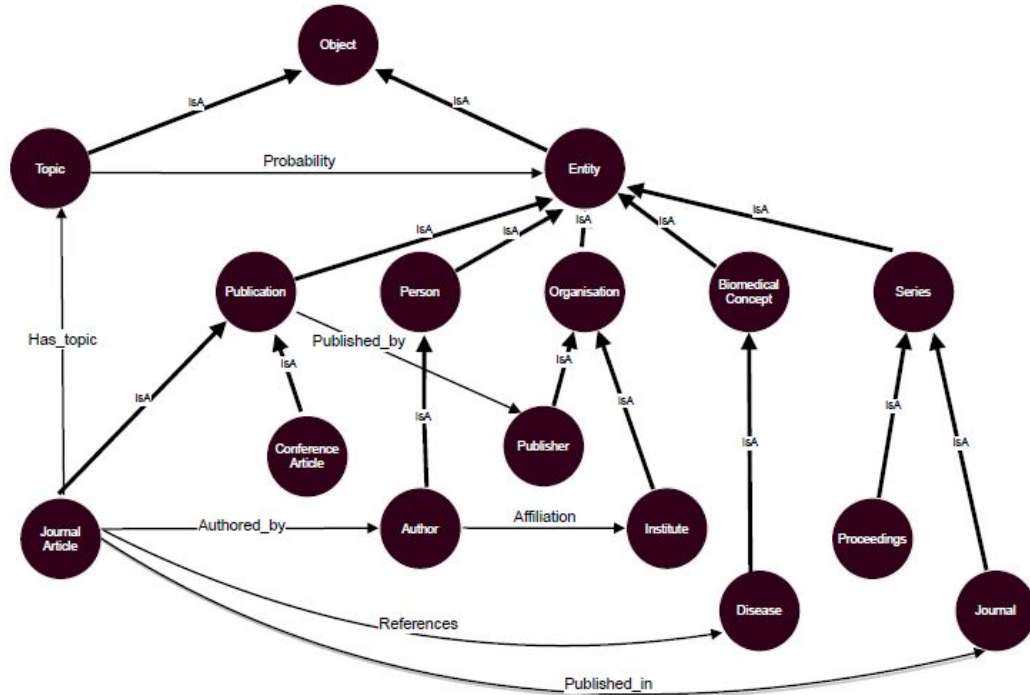 Object
IsA
IsA
Topic
Probability
Entity
IsA
IsA
IsA
IsA
IsA
Publication
Person
Organisation
Biomedical
Concept
Series
Has_topic
Published_by
IsA
IsA
IsA
IsA
IsA
IsA
IsA
IsA
Conference
Article
Publisher
Journal
Article
Authored_by
Author
Affiliation
Institute
Proceedings
Disease
Journal
References
Published_in